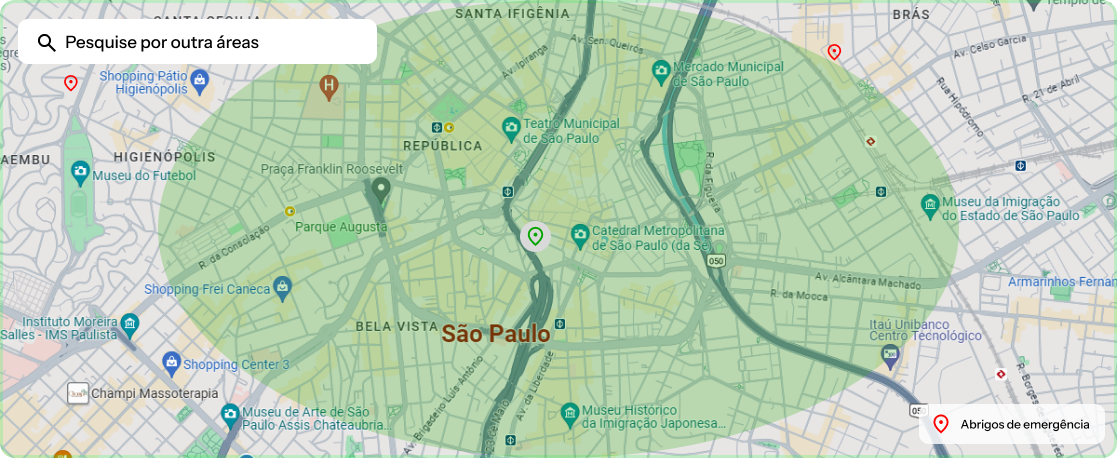 SANTA CECILIA
SANTA IFIGÊNIA
BRÁS
Pesquise por outra áreas
Av. Sen. Queirós
Av. Celso Garcia
Av. Ipiranga
Mercado Municipal
de São Paulo
Shopping Pátio
Higienópolis
R. 21 de Abril
Rua Hipódromo
Teatro Municipal
de São Paulo
REPÚBLICA
AEMBU
HIGIENÓPOLIS
Praça Franklin Roosevelt
Museu do Futebol
R. da Figueira
Museu da Imigração
do Estado de São Paulo
Parque Augusta
R. da Consolação
Catedral Metropolitana
de São Paulo (da Sé)
050
Av. Alcântara Machado
Armarinhos Fernan
Shopping Frei Caneca
R. da Mooca
Instituto Moreira
Salles - IMS Paulista
BELA VISTA
São Paulo
Itaú Unibanco
Centro Tecnológico
Shopping Center 3
Champi Massoterapia
Av. Brigadeiro Luís Antônio
Av. da Liberdade
R. Borges
Museu de Arte de São
Paulo Assis Chateaubria...
Museu Histórico
da Imigração Japonesa...
Abrigos de emergência